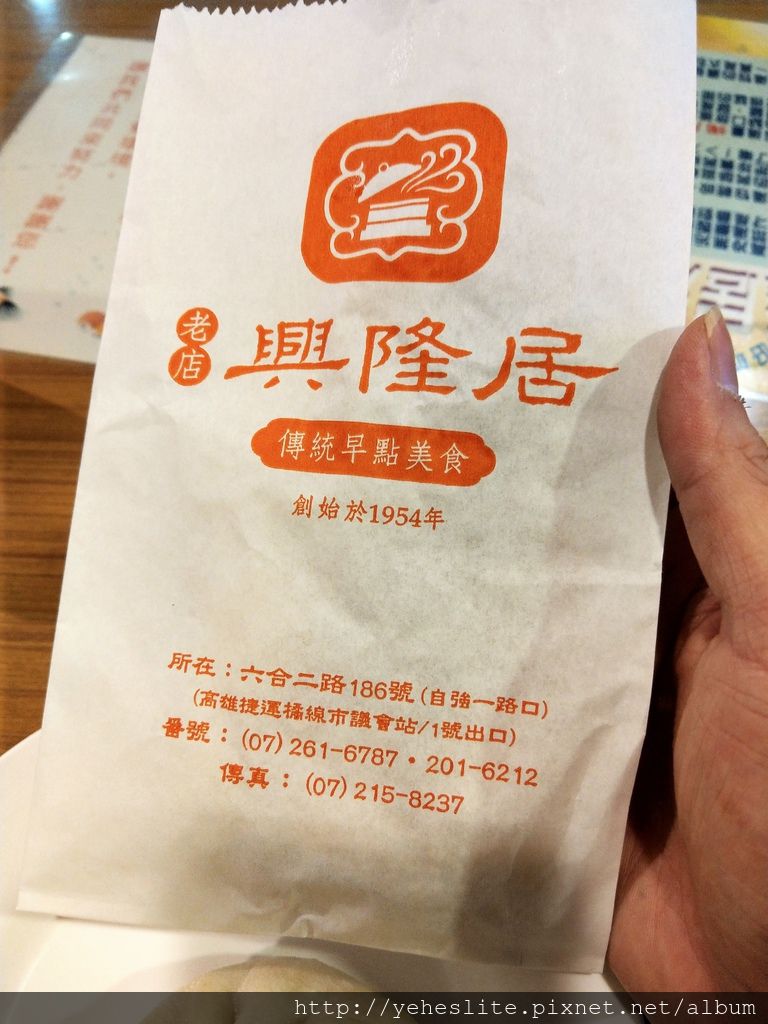 老店
興隆居
傳統早點美食
創始於1954年
所在：六合二路186號(自強一路口)
(高雄捷運橘線市議會站/1號出口)
番號：(07)261-6787・201-6212
傳真：(07)215-8237
http://yeheslite.pixnet.net/album